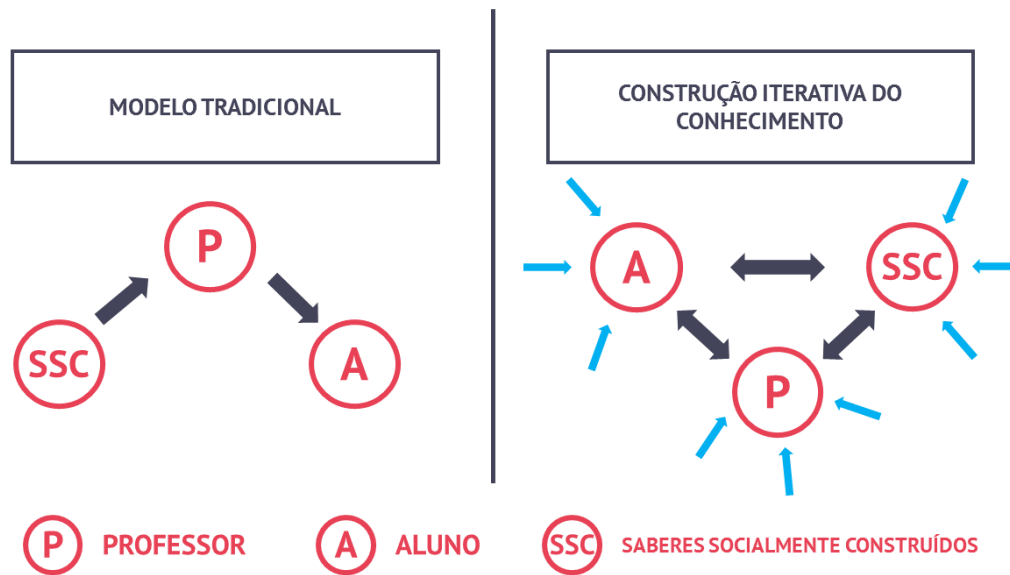 MODELO TRADICIONAL
P
SSC
A
CONSTRUÇÃO ITERATIVA DO
CONHECIMENTO
A
SSC
P
P PROFESSOR
A ALUNO
SSC SABERES SOCIALMENTE CONSTRUÍDOS